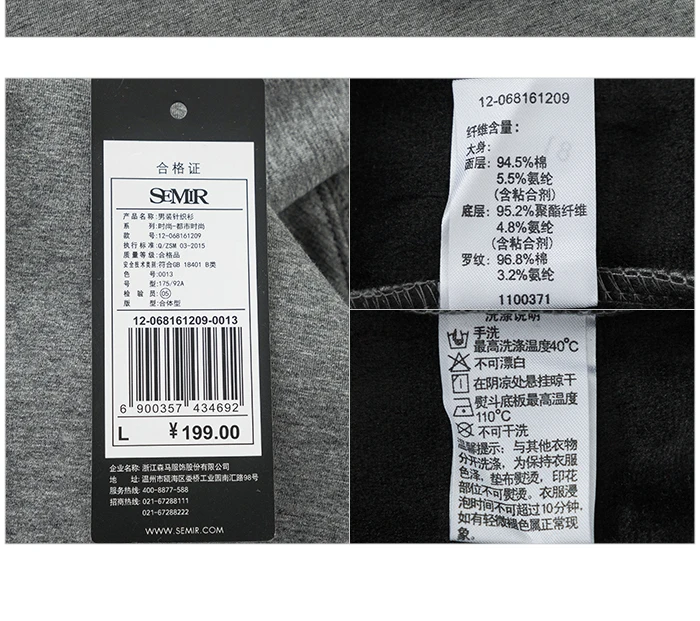 合格证
SEMIR
产品名称:男装针织衫
系 列:时尚-都市时尚
款 号:12-068161209
执行标准:Q/ZSM 03-2015
质量等级:合格品
安全技术类别:符合GB 18401 B类
色 号:0013
号 型:175/92A
检 验 员:05
版 型:合体型
12-068161209-0013
6 900357 434692
L ¥199.00
企业名称:浙江森马服饰股份有限公司
地 址:温州市瓯海区娄桥工业园南汇路98号
服务热线:400-8877-588
招商热线:021-67288111
021-67288222
WWW.SEMIR.COM
12-068161209
纤维含量:
大身:
面层:94.5%棉
5.5%氨纶
(含粘合剂)
底层:95.2%聚酯纤维
4.8%氨纶
(含粘合剂)
罗纹:96.8%棉
3.2%氨纶
1100371
洗涤说明
手洗
最高洗涤温度40°C
不可漂白
在阴凉处悬挂晾干
熨斗底板最高温度
110°C
不可干洗
温馨提示:与其他衣物
分开洗涤,为保持衣服
色泽,垫布熨烫,印花
部位不可熨烫。衣服浸
泡时间不可超过10分钟.
如有轻微褪色属正常现
象。